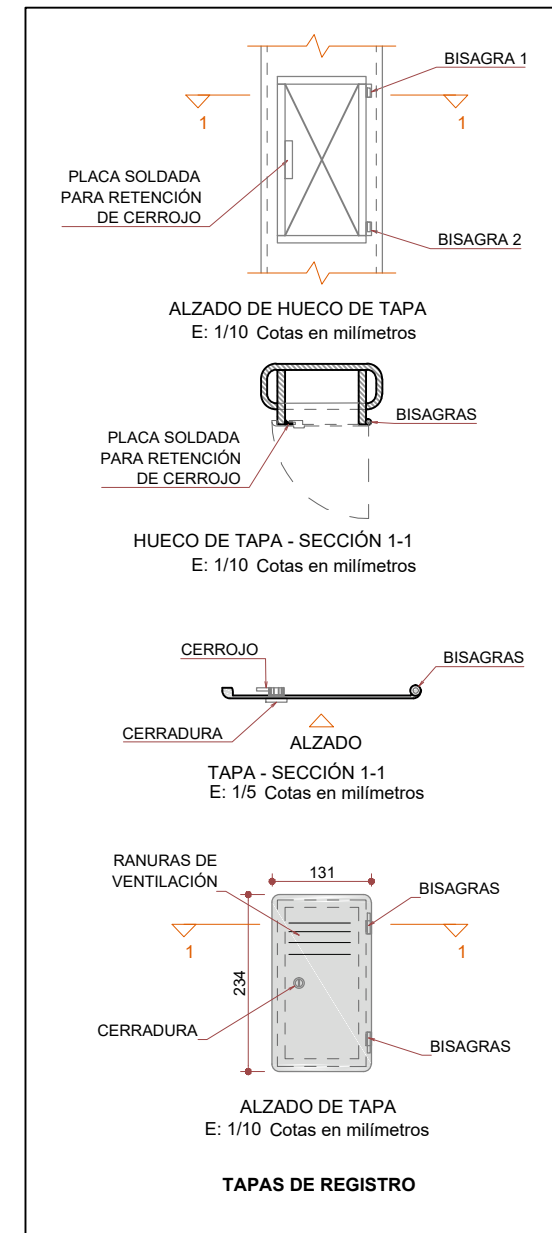 BISAGRA 1
1
1
PLACA SOLDADA
PARA RETENCIÓN
DE CERROJO
BISAGRA 2
ALZADO DE HUECO DE TAPA
E: 1/10 Cotas en milímetros
BISAGRAS
PLACA SOLDADA
PARA RETENCIÓN
DE CERROJO
HUECO DE TAPA - SECCIÓN 1-1
E: 1/10 Cotas en milímetros
CERROJO
BISAGRAS
CERRADURA
ALZADO
TAPA - SECCIÓN 1-1
E: 1/5 Cotas en milímetros
RANURAS DE
VENTILACIÓN
131
BISAGRAS
1
1
234
CERRADURA
BISAGRAS
ALZADO DE TAPA
E: 1/10 Cotas en milímetros
TAPAS DE REGISTRO